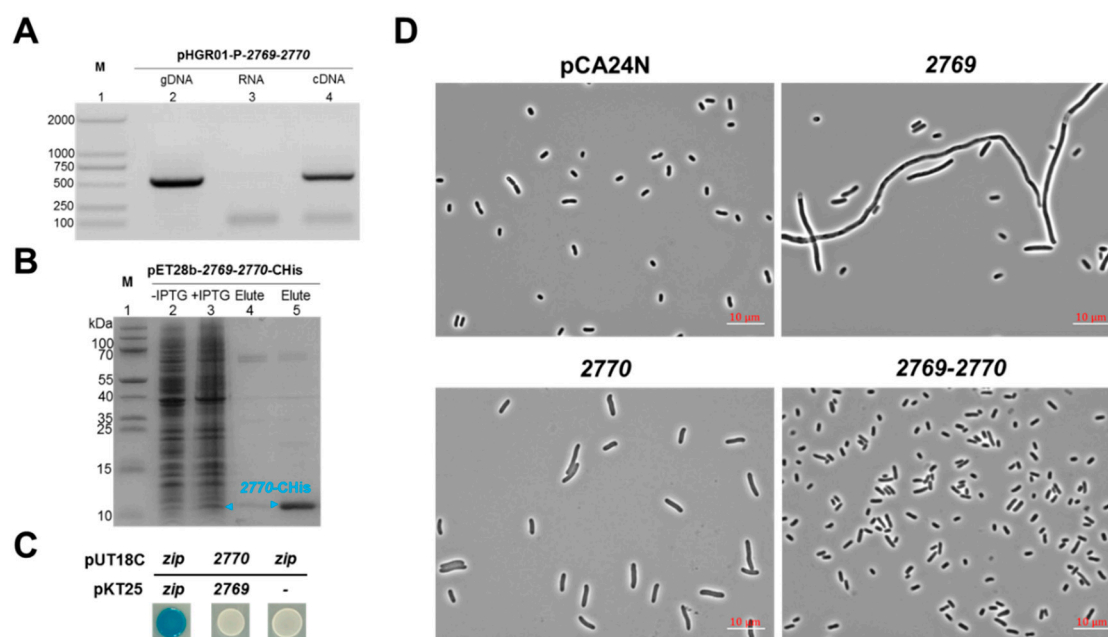 A
pHGR01-P-2769-2770
M
gDNA RNA cDNA
1 2 3 4
2000
1000
750
500
250
100
B
pET28b-2769-2770-CHis
M
-IPTG +IPTG Elute Elute
1 2 3 4 5
kDa
100
70
55
40
35
25
15
2770-CHis
10
C
pUT18C zip 2770 zip
pKT25 zip 2769 -
D
pCA24N 2769
10 μm 10 μm
2770 2769-2770
10 μm 10 μm